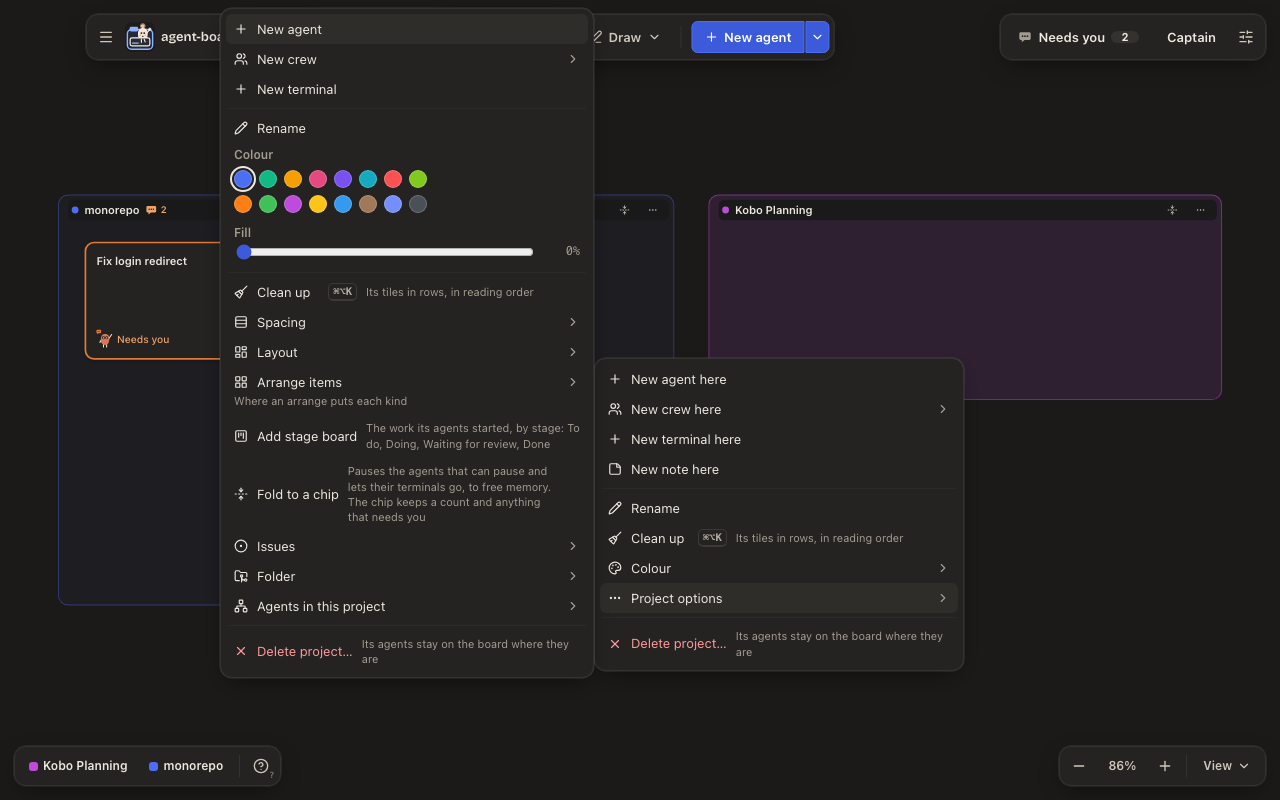 agent-boa
Draw
New agent
Needs you 2
Captain
New agent
New crew
New terminal
Rename
Colour
Fill
0%
Clean up ⌘⌥K Its tiles in rows, in reading order
Spacing
Layout
Arrange items
Where an arrange puts each kind
Add stage board
The work its agents started, by stage: To
do, Doing, Waiting for review, Done
Fold to a chip
Pauses the agents that can pause and
lets their terminals go, to free memory.
The chip keeps a count and anything
that needs you
Issues
Folder
Agents in this project
Delete project...
Its agents stay on the board where they
are
monorepo 2
Fix login redirect
Needs you
Kobo Planning
New agent here
New crew here
New terminal here
New note here
Rename
Clean up ⌘⌥K Its tiles in rows, in reading order
Colour
Project options
Delete project...
Its agents stay on the board where they
are
Kobo Planning
monorepo
?
86%
View